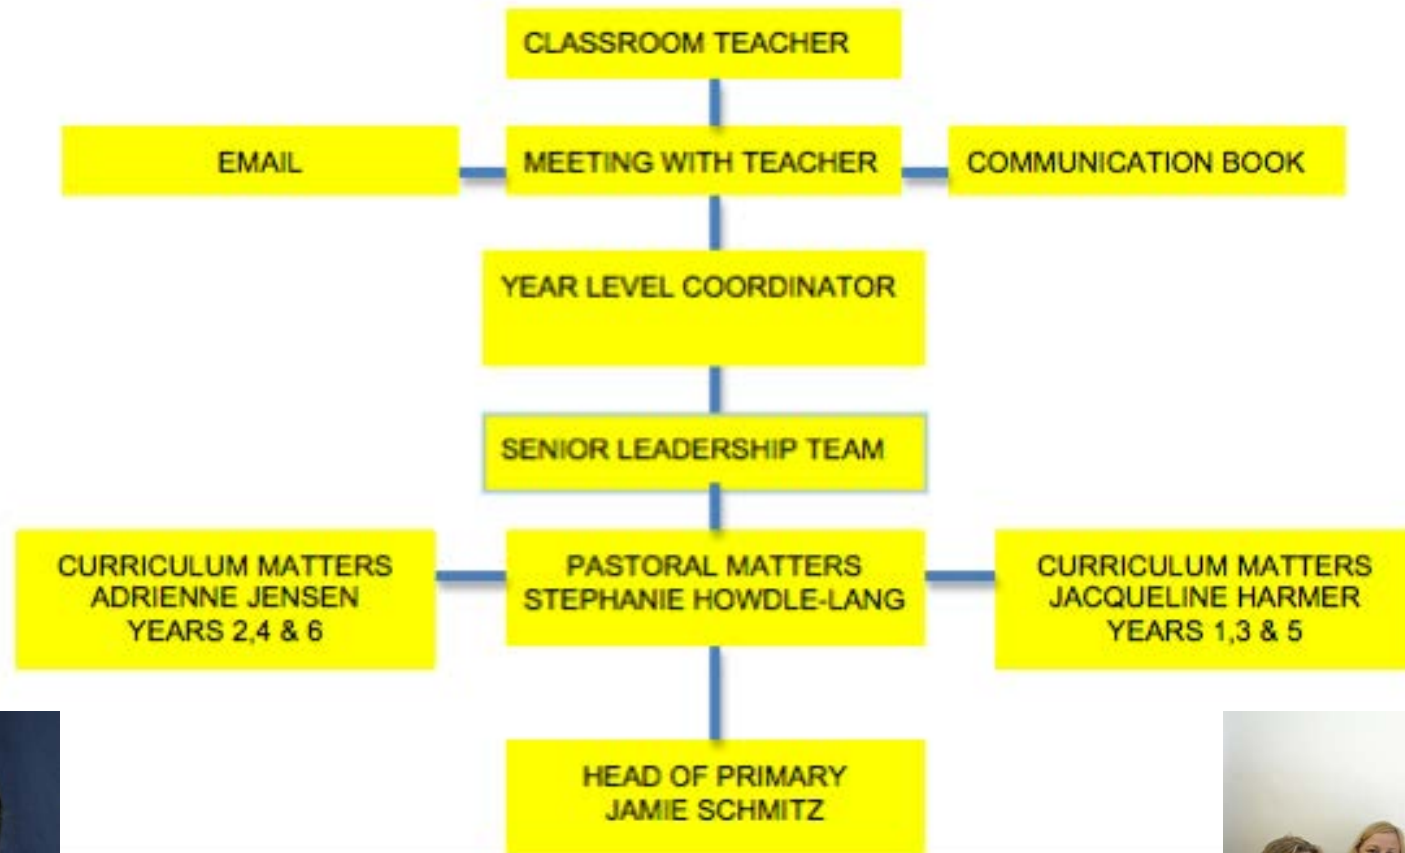 CLASSROOM TEACHER
EMAIL
MEETING WITH TEACHER
COMMUNICATION BOOK
YEAR LEVEL COORDINATOR
SENIOR LEADERSHIP TEAM
CURRICULUM MATTERS
ADRIENNE JENSEN
YEARS 2,4 & 6
PASTORAL MATTERS
STEPHANIE HOWDLE-LANG
CURRICULUM MATTERS
JACQUELINE HARMER
YEARS 1,3 & 5
HEAD OF PRIMARY
JAMIE SCHMITZ